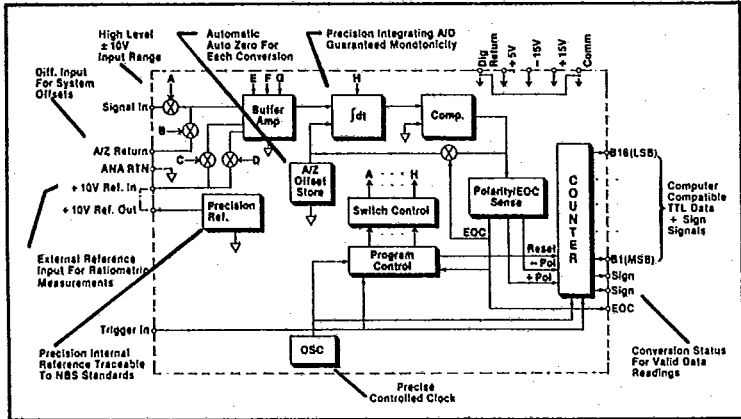 High Level
± 10V
Input Range
Automatic
Auto Zero For
Each Conversion
Precision Integrating A/D
Guaranteed Monotonicity
Dig
Return
+5V
-15V
+15V
Comm
Diff. Input
For System
Offsets
A
Signal In
B
A/Z Return
ANA RTN
C
D
+ 10V Ref. In
+ 10V Ref. Out
E F G
Buffer
Amp
H
∫dt
Comp.
A/Z
Offset
Store
Precision
Ref.
A
H
Switch Control
Program
Control
Polarity/EOC
Sense
EOC
Reset
- Pol
+ Pol
COUNTER
B16(LSB)
B1(MSB)
Sign
Sign
EOC
Computer
Compatible
TTL Data
+ Sign
Signals
External Reference
Input For Ratiometric
Measurements
Trigger In
OSC
Precision Internal
Reference Traceable
To NBS Standards
Precise
Controlled Clock
Conversion Status
For Valid Data
Readings